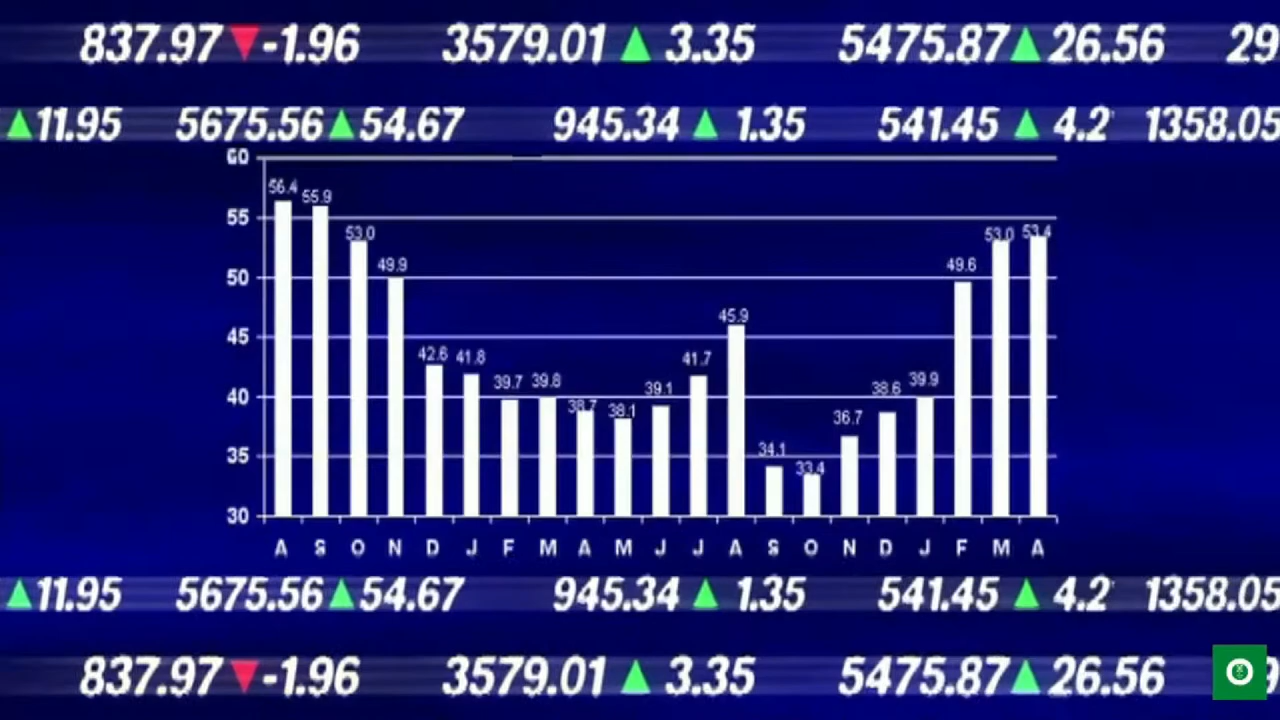 837.97 ▼ -1.96 3579.01 ▲ 3.35 5475.87 ▲ 26.56 29
▲ 11.95 5675.56 ▲ 54.67 945.34 ▲ 1.35 541.45 ▲ 4.2 1358.05
60
56.4 55.9 53.0 49.9 42.6 41.8 39.7 39.8 38.7 38.1 39.1 41.7 45.9 34.1 33.4 36.7 38.6 39.9 49.6 53.0 53.4
55
50
45
40
35
30
A S O N D J F M A M J J A S O N D J F M A
▲ 11.95 5675.56 ▲ 54.67 945.34 ▲ 1.35 541.45 ▲ 4.2 1358.05
837.97 ▼ -1.96 3579.01 ▲ 3.35 5475.87 ▲ 26.56